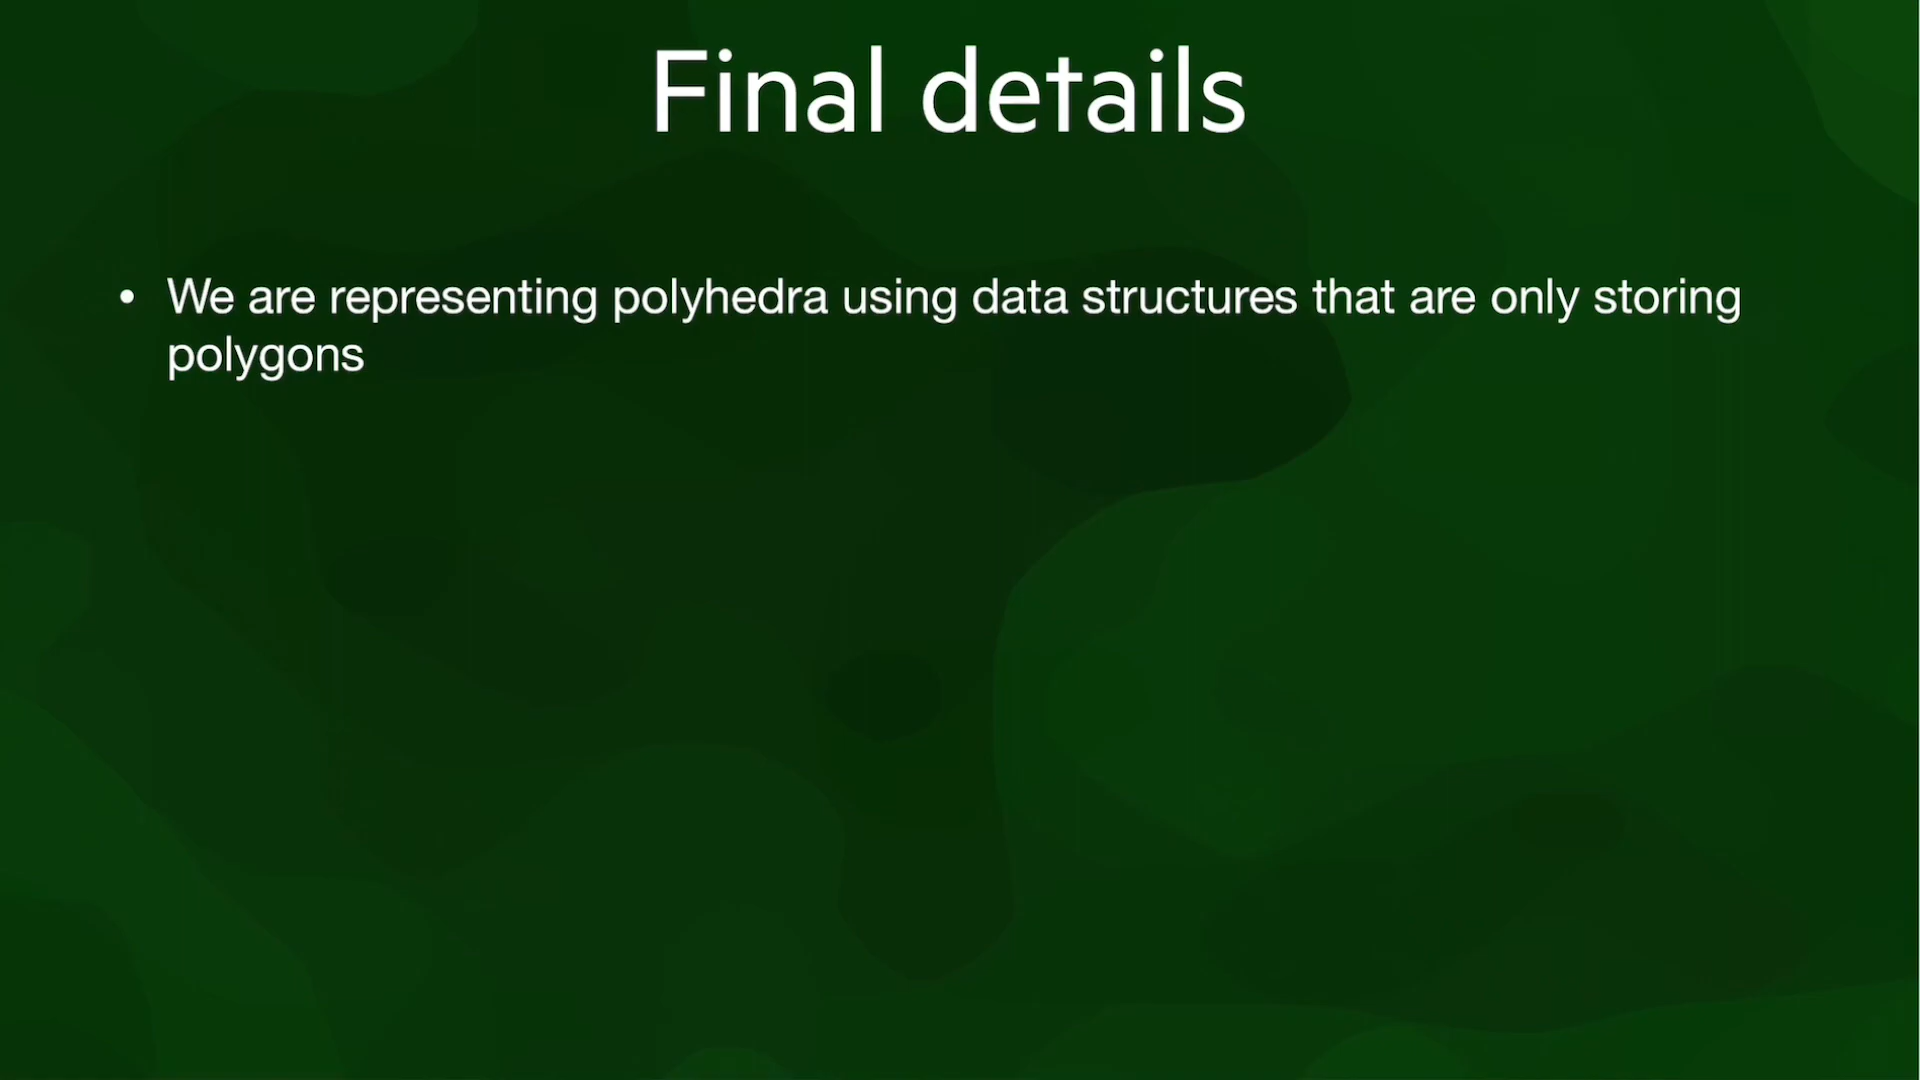 Final details
• We are representing polyhedra using data structures that are only storing
polygons